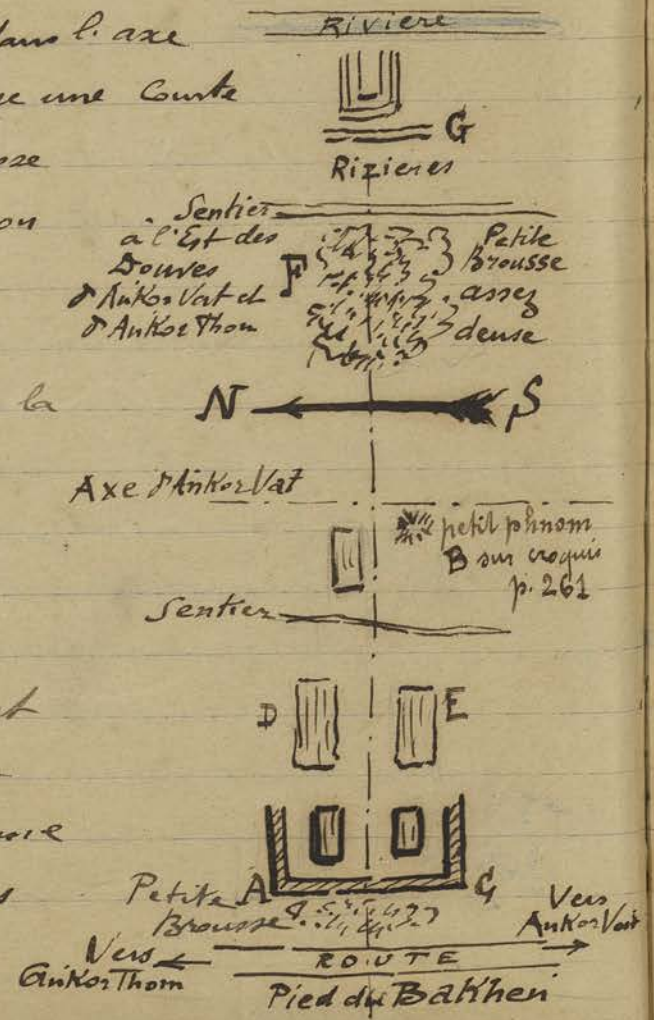 dans l'axe
RIVIERE
une Courte
G
Rizieres
Sentier
à l'Est des
Douves
d'AnKor Vat et
d'AnKor Thom
F
Petite
Brousse
assez
dense
la
N
S
Axe d'AnKor Vat
petit phnom
B sur croquis
p. 261
Sentier
D
E
A
C
Petite
Brousse
Vers
AnKor Vat
Vers
AnKor Thom
ROUTE
Pied du BaKhen